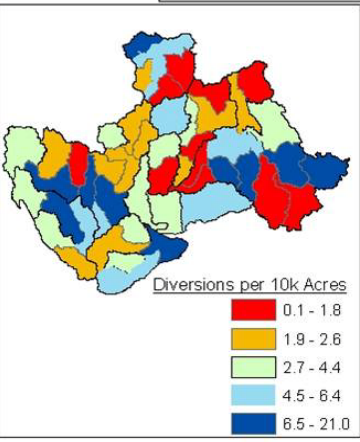 Diversions per 10k Acres
0.1 - 1.8
1.9 - 2.6
2.7 - 4.4
4.5 - 6.4
6.5 - 21.0